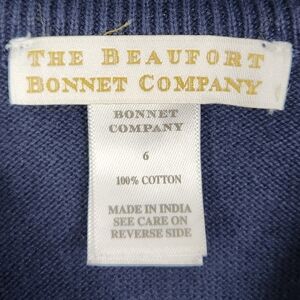 THE BEAUFORT
BONNET COMPANY
BONNET
COMPANY
6
100% COTTON
MADE IN INDIA
SEE CARE ON
REVERSE SIDE